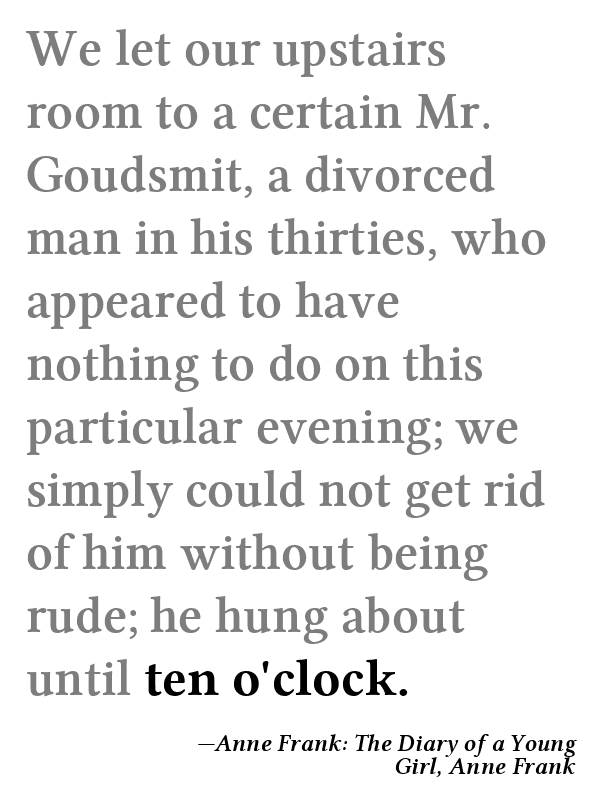 We let our upstairs
room to a certain Mr.
Goudsmit, a divorced
man in his thirties, who
appeared to have
nothing to do on this
particular evening; we
simply could not get rid
of him without being
rude; he hung about
until ten o'clock.
—Anne Frank: The Diary of a Young
Girl, Anne Frank